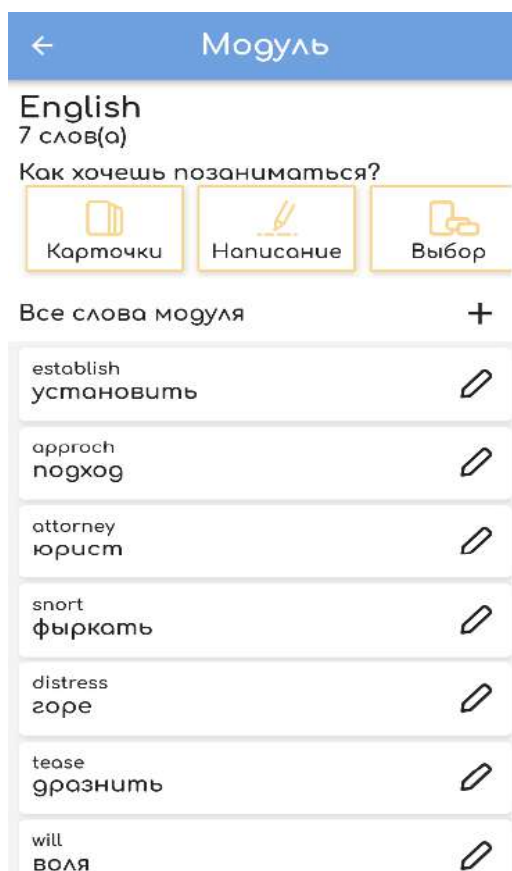 Модуль
English
7 слов(а)
Как хочешь позаниматься?
Карточки
Написание
Выбор
Все слова модуля
establish
установить
approch
подход
attorney
юрист
snort
фыркать
distress
горе
tease
дразнить
will
воля